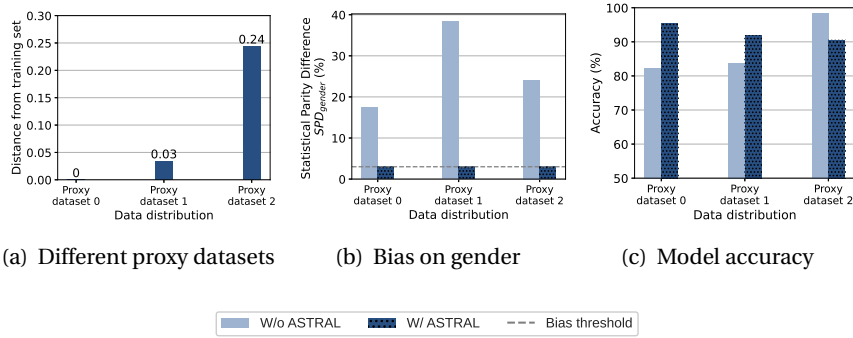 Distance from training set
0.30
0.25
0.20
0.15
0.10
0.05
0.00
0
0.03
0.24
Proxy dataset 0
Proxy dataset 1
Proxy dataset 2
Data distribution
(a) Different proxy datasets
Statistical Parity Difference
SPD_gender (%)
40
30
20
10
0
Proxy dataset 0
Proxy dataset 1
Proxy dataset 2
Data distribution
(b) Bias on gender
Accuracy (%)
100
90
80
70
60
50
Proxy dataset 0
Proxy dataset 1
Proxy dataset 2
Data distribution
(c) Model accuracy
W/o ASTRAL
W/ ASTRAL
Bias threshold